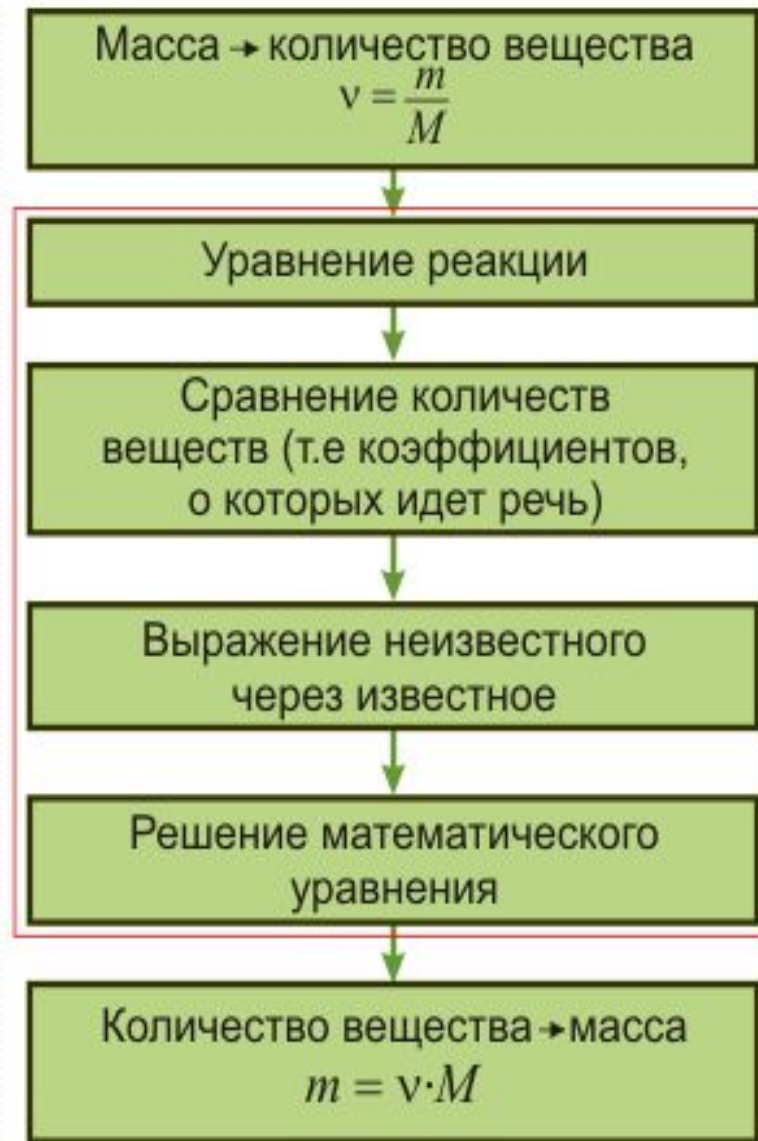 Масса → количество вещества
ν = m/M
Уравнение реакции
Сравнение количеств
веществ (т.е коэффициентов,
о которых идет речь)
Выражение неизвестного
через известное
Решение математического
уравнения
Количество вещества → масса
m = ν·M